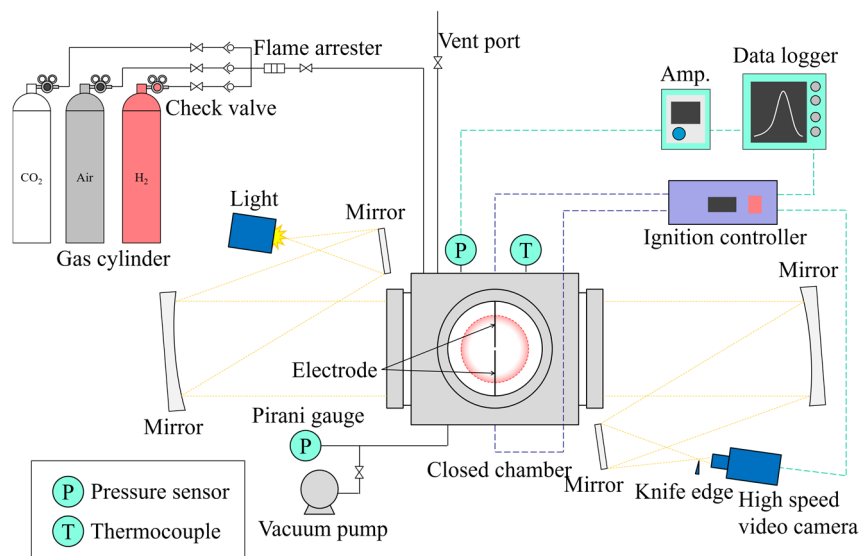 Flame arrester
Vent port
Data logger
Amp.
Check valve
CO2
Air
H2
Light
Mirror
Gas cylinder
Ignition controller
P
T
Mirror
Electrode
Mirror
Pirani gauge
P
Closed chamber
Mirror
Knife edge
High speed
video camera
Vacuum pump
P Pressure sensor
T Thermocouple